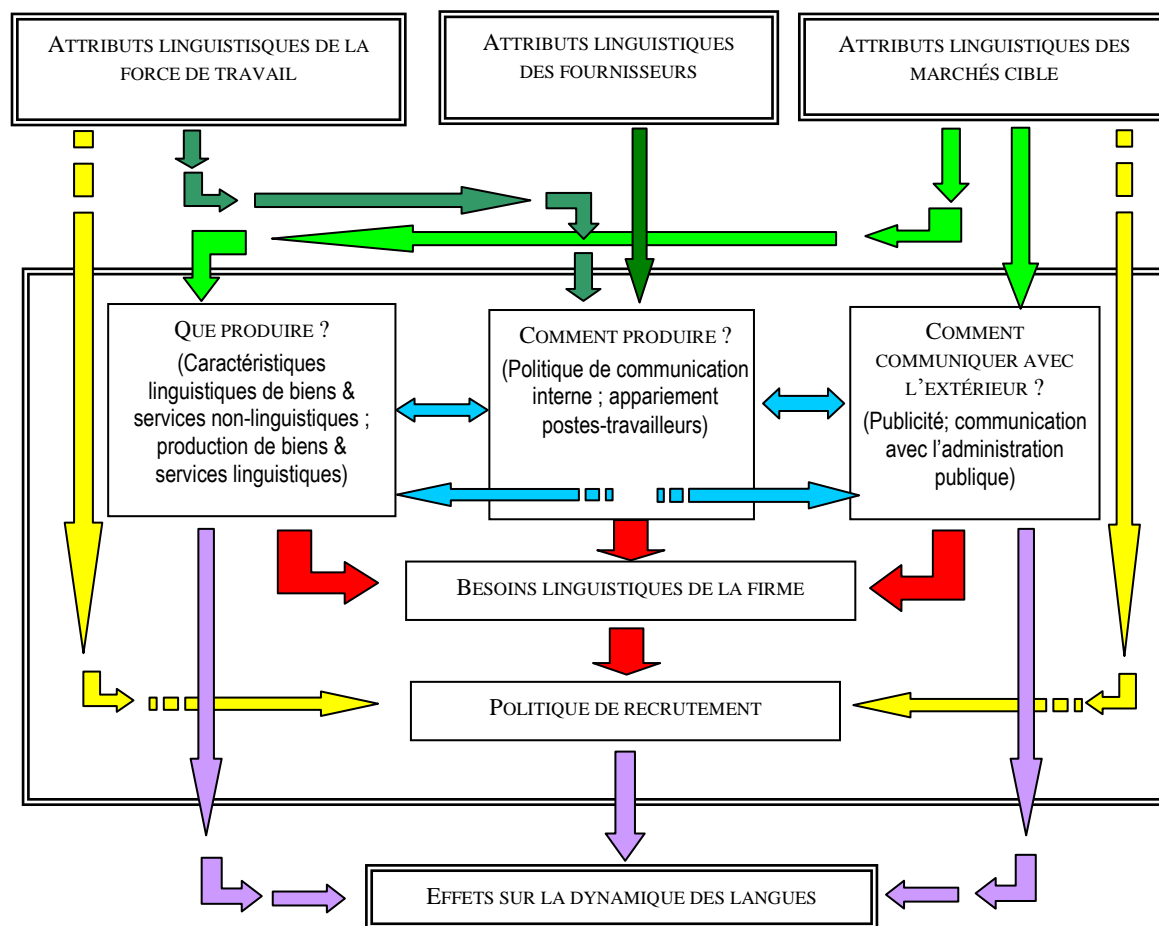 ATTRIBUTS LINGUISTISQUES DE LA
FORCE DE TRAVAIL
ATTRIBUTS LINGUISTIQUES
DES FOURNISSEURS
ATTRIBUTS LINGUISTIQUES DES
MARCHÉS CIBLE
QUE PRODUIRE ?
(Caractéristiques
linguistiques de biens &
services non-linguistiques ;
production de biens &
services linguistiques)
COMMENT PRODUIRE ?
(Politique de communication
interne ; appariement
postes-travailleurs)
COMMENT
COMMUNIQUER AVEC
L'EXTÉRIEUR ?
(Publicité; communication
avec l'administration
publique)
BESOINS LINGUISTIQUES DE LA FIRME
POLITIQUE DE RECRUTEMENT
EFFETS SUR LA DYNAMIQUE DES LANGUES